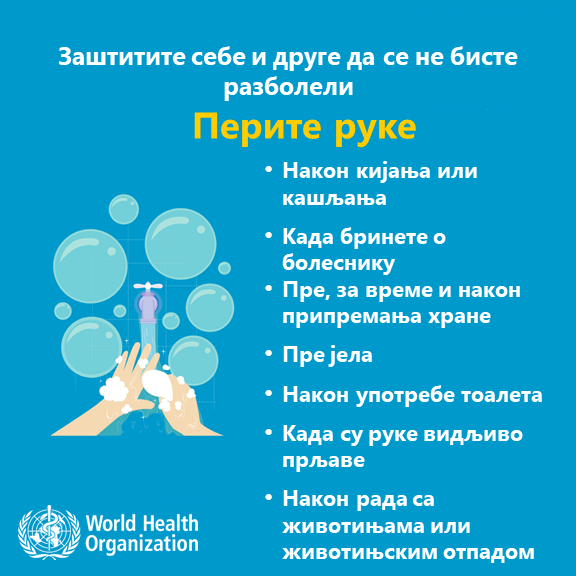 Заштитите себе и друге да се не бисте
разболели
Перите руке
• Након кијања или
кашљања
• Када бринете о
болеснику
• Пре, за време и након
припремања хране
• Пре јела
• Након употребе тоалета
• Када су руке видљиво
прљаве
• Након рада са
животињама или
животињским отпадом
World Health
Organization